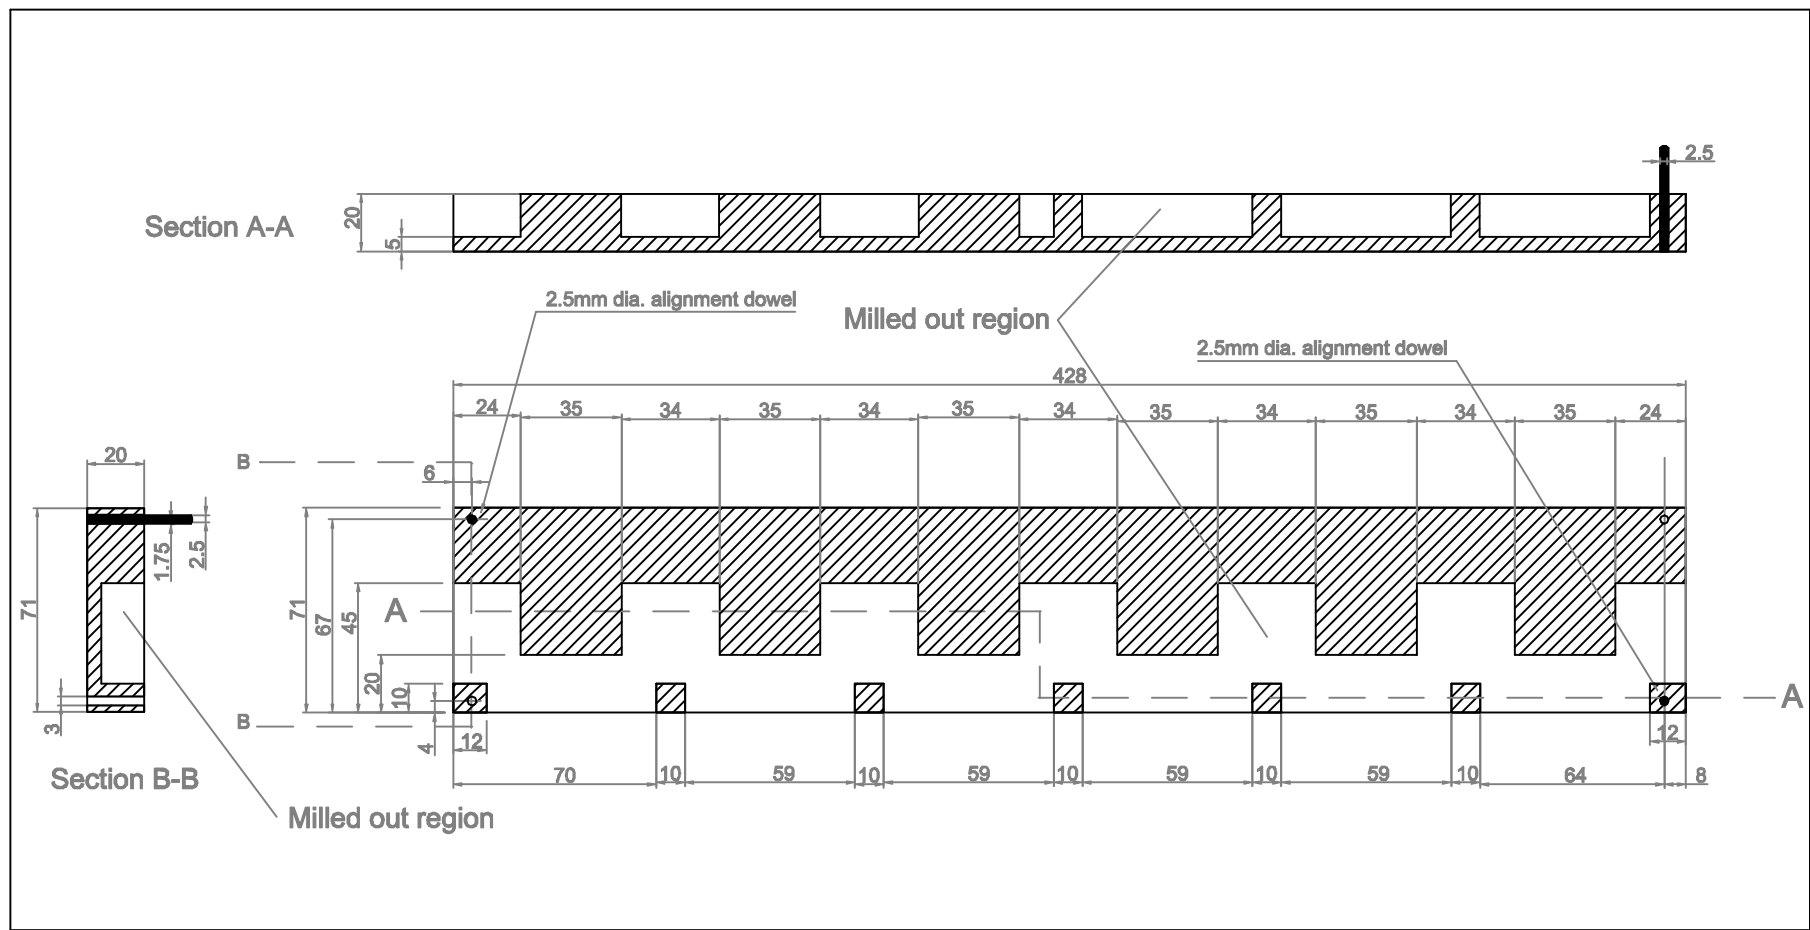 2.5
20
5
Section A-A
2.5mm dia. alignment dowel
Milled out region
2.5mm dia. alignment dowel
428
24 35 34 35 34 35 34 35 34 35 34 35 24
20
B
6
1.75
2.5
71
71
67
45
A
20
10
3
B
4
12
12
A
70 10 59 10 59 10 59 10 59 10 64 8
Section B-B
Milled out region